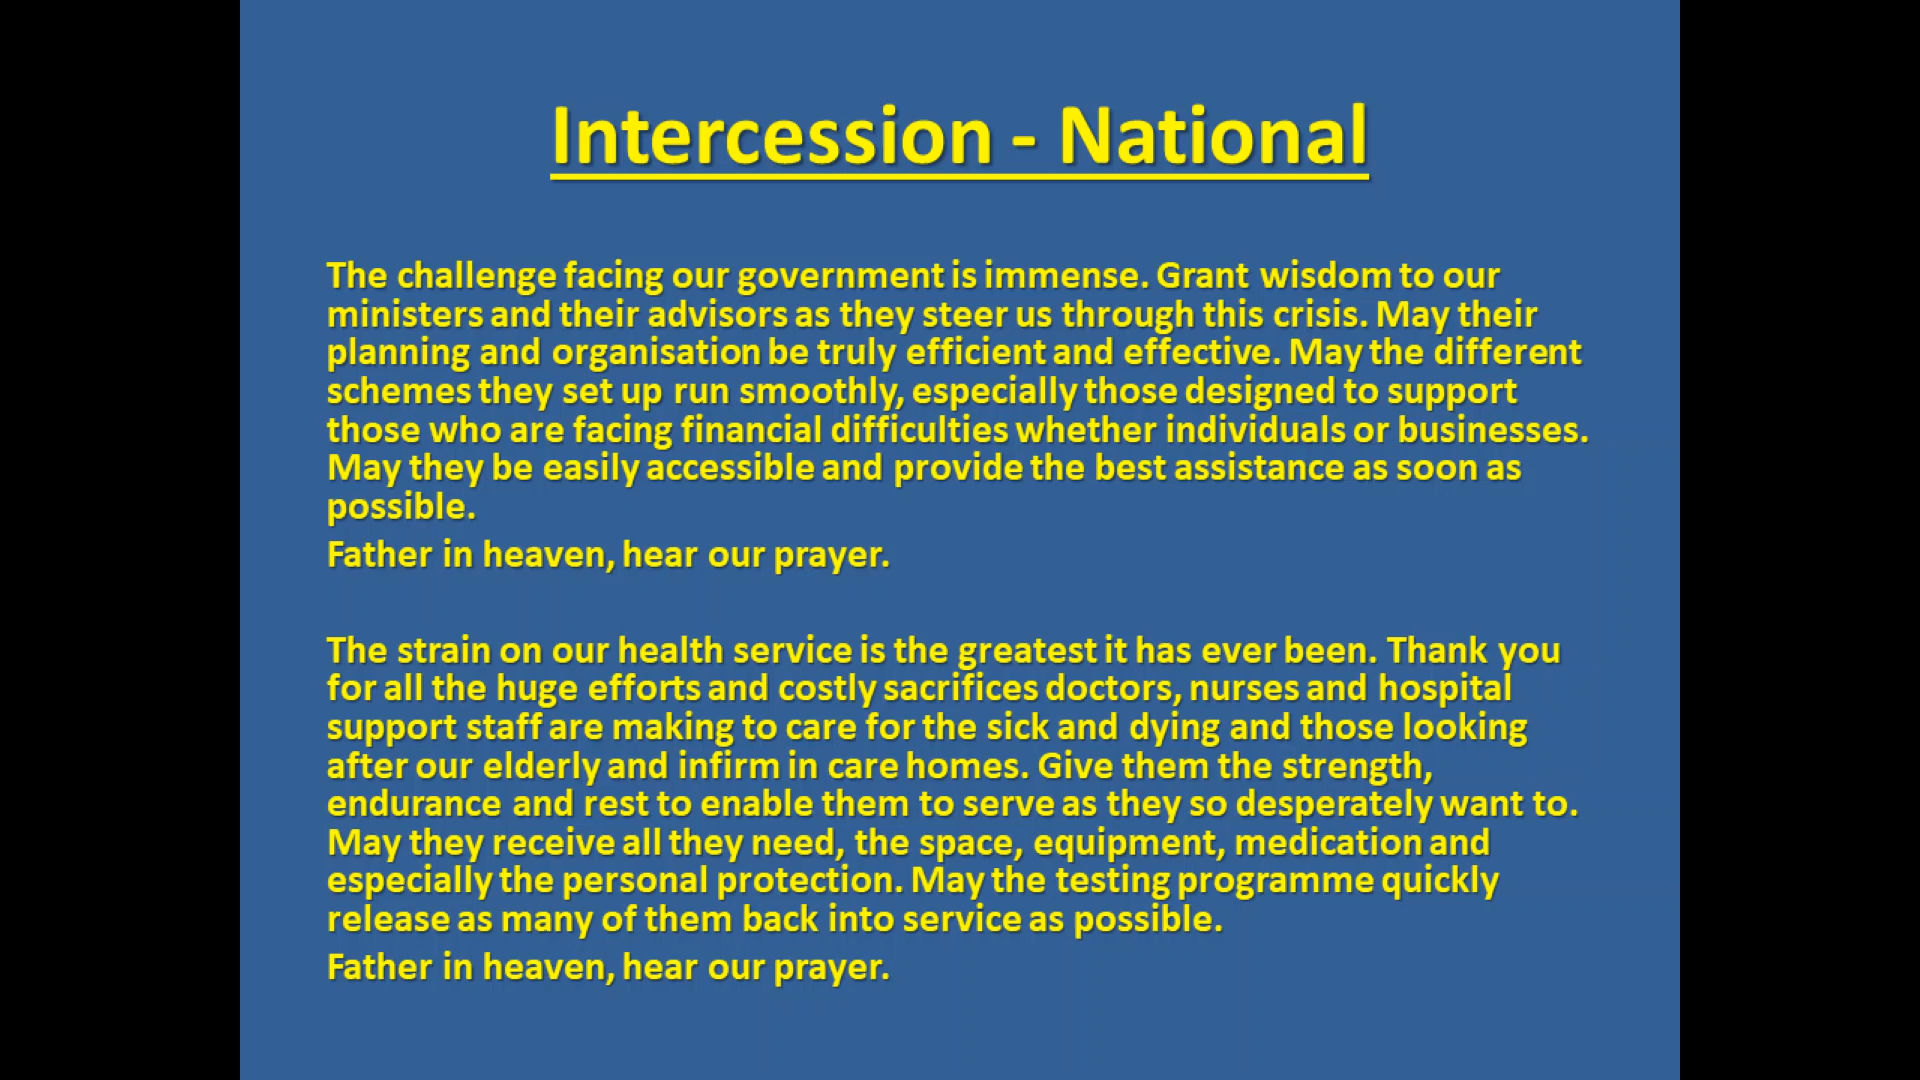 Intercession - National
The challenge facing our government is immense. Grant wisdom to our
ministers and their advisors as they steer us through this crisis. May their
planning and organisation be truly efficient and effective. May the different
schemes they set up run smoothly, especially those designed to support
those who are facing financial difficulties whether individuals or businesses.
May they be easily accessible and provide the best assistance as soon as
possible.
Father in heaven, hear our prayer.
The strain on our health service is the greatest it has ever been. Thank you
for all the huge efforts and costly sacrifices doctors, nurses and hospital
support staff are making to care for the sick and dying and those looking
after our elderly and infirm in care homes. Give them the strength,
endurance and rest to enable them to serve as they so desperately want to.
May they receive all they need, the space, equipment, medication and
especially the personal protection. May the testing programme quickly
release as many of them back into service as possible.
Father in heaven, hear our prayer.